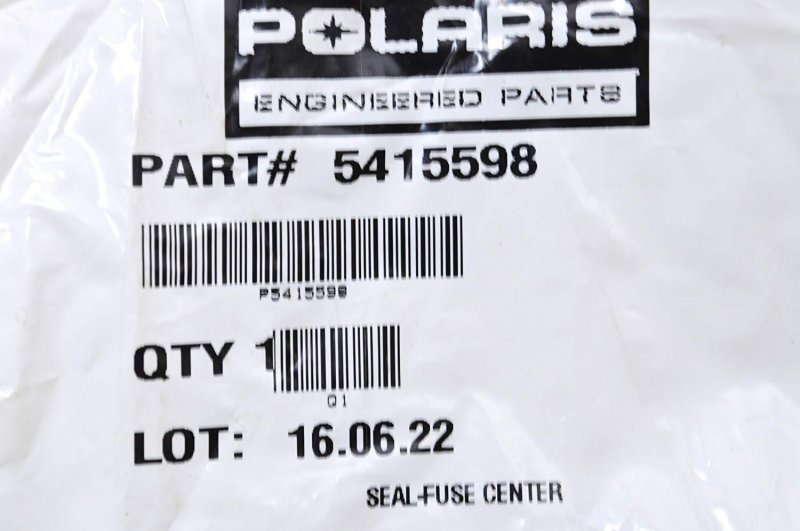 POLARIS
ENGINEERED PARTS
PART# 5415598
P5415598
QTY 1
Q1
LOT: 16.06.22
SEAL-FUSE CENTER